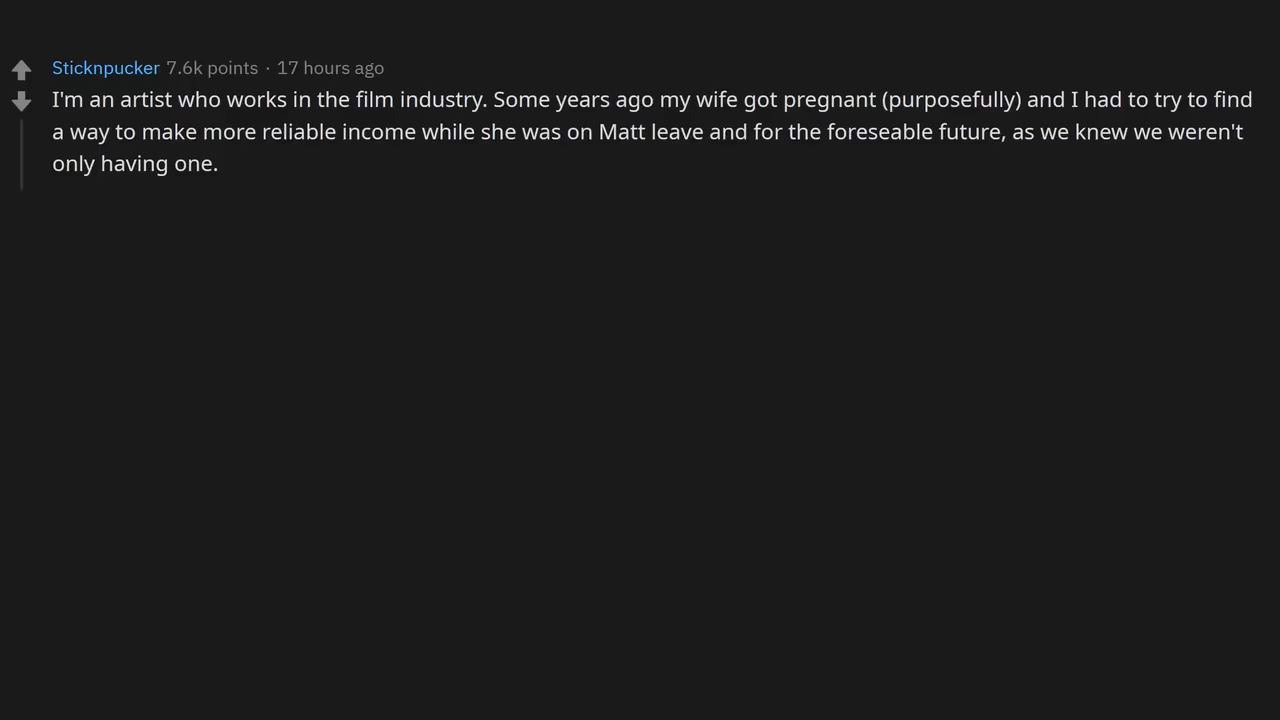 Sticknpucker 7.6k points · 17 hours ago
I'm an artist who works in the film industry. Some years ago my wife got pregnant (purposefully) and I had to try to find
a way to make more reliable income while she was on Matt leave and for the foreseable future, as we knew we weren't
only having one.